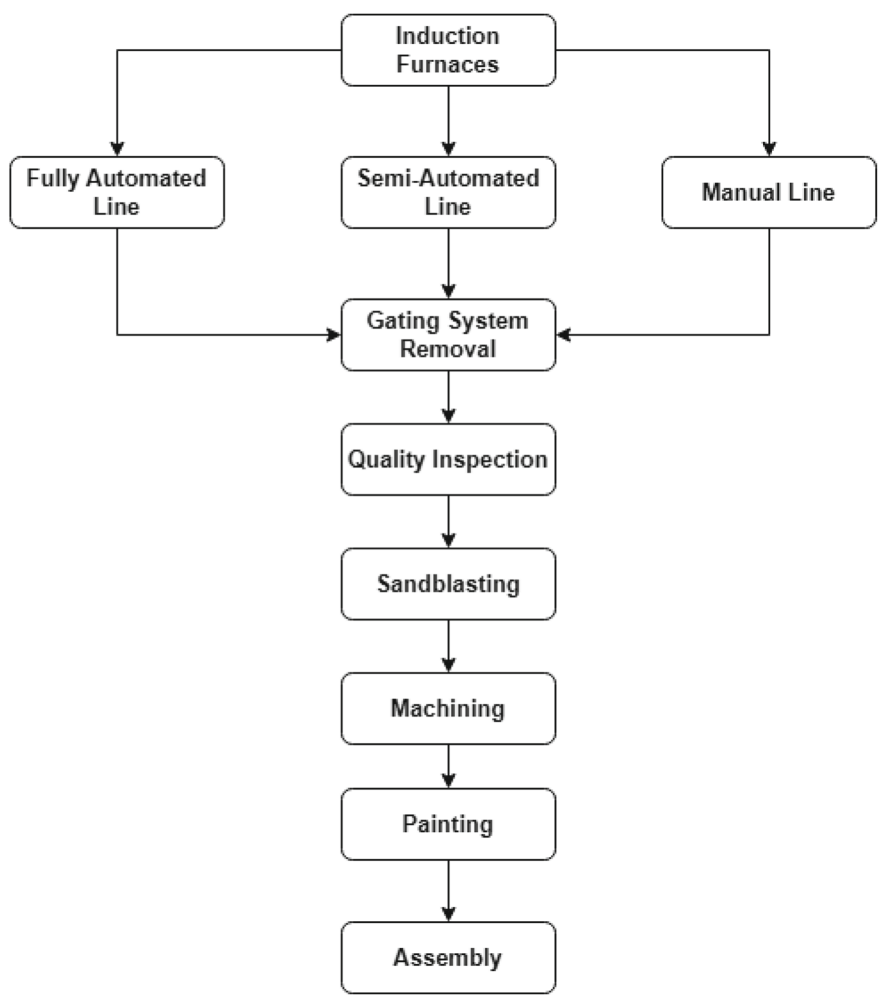 Induction
Furnaces
Fully Automated
Line
Semi-Automated
Line
Manual Line
Gating System
Removal
Quality Inspection
Sandblasting
Machining
Painting
Assembly